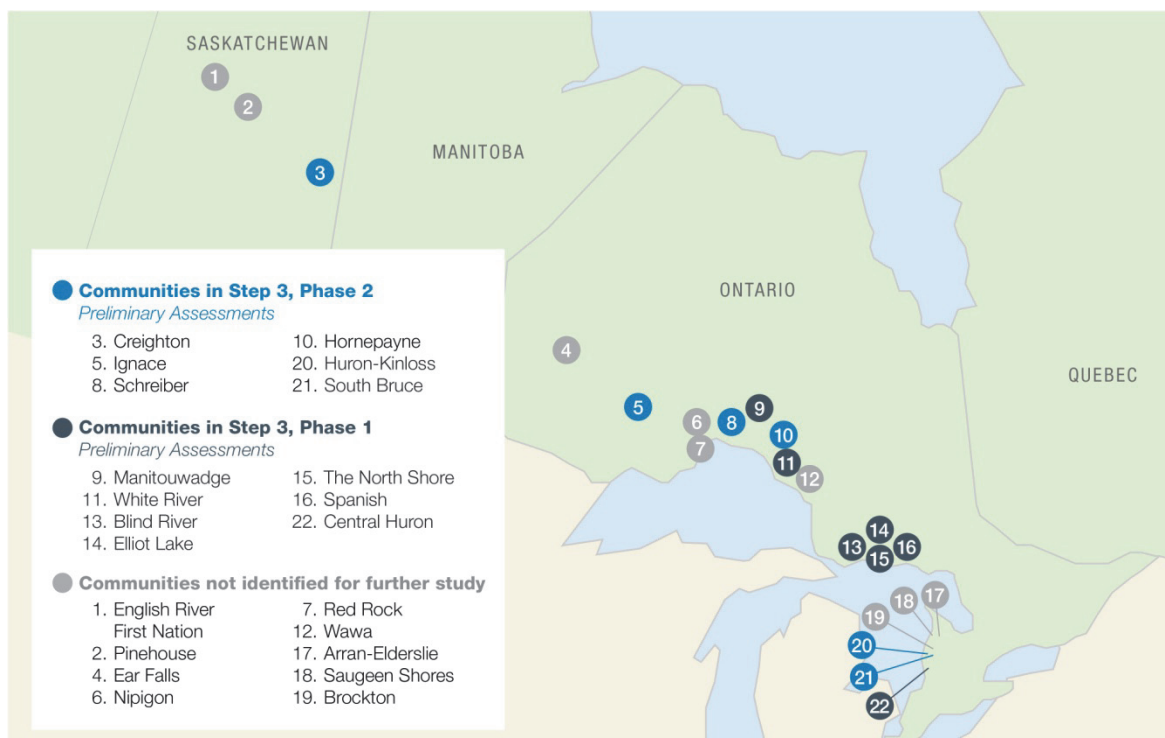 SASKATCHEWAN
1
2
3
MANITOBA
ONTARIO
QUEBEC
4
5
6
7
8
9
10
11
12
13
14
15
16
17
18
19
20
21
22
Communities in Step 3, Phase 2
Preliminary Assessments
3. Creighton
5. Ignace
8. Schreiber
10. Hornepayne
20. Huron-Kinloss
21. South Bruce
Communities in Step 3, Phase 1
Preliminary Assessments
9. Manitouwadge
11. White River
13. Blind River
14. Elliot Lake
15. The North Shore
16. Spanish
22. Central Huron
Communities not identified for further study
1. English River
First Nation
2. Pinehouse
4. Ear Falls
6. Nipigon
7. Red Rock
12. Wawa
17. Arran-Elderslie
18. Saugeen Shores
19. Brockton